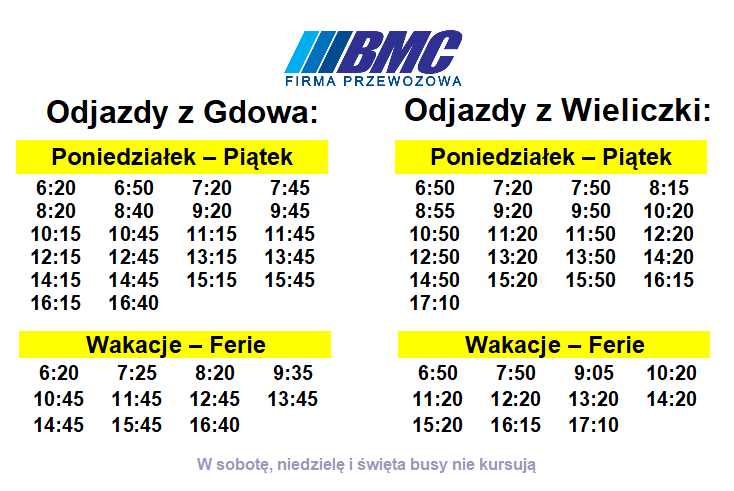 BMC
FIRMA PRZEWOZOWA
Odjazdy z Gdowa:
Poniedziałek – Piątek
6:20 6:50 7:20 7:45
8:20 8:40 9:20 9:45
10:15 10:45 11:15 11:45
12:15 12:45 13:15 13:45
14:15 14:45 15:15 15:45
16:15 16:40
Wakacje – Ferie
6:20 7:25 8:20 9:35
10:45 11:45 12:45 13:45
14:45 15:45 16:40
Odjazdy z Wieliczki:
Poniedziałek – Piątek
6:50 7:20 7:50 8:15
8:55 9:20 9:50 10:20
10:50 11:20 11:50 12:20
12:50 13:20 13:50 14:20
14:50 15:20 15:50 16:15
17:10
Wakacje – Ferie
6:50 7:50 9:05 10:20
11:20 12:20 13:20 14:20
15:20 16:15 17:10
W sobotę, niedzielę i święta busy nie kursują